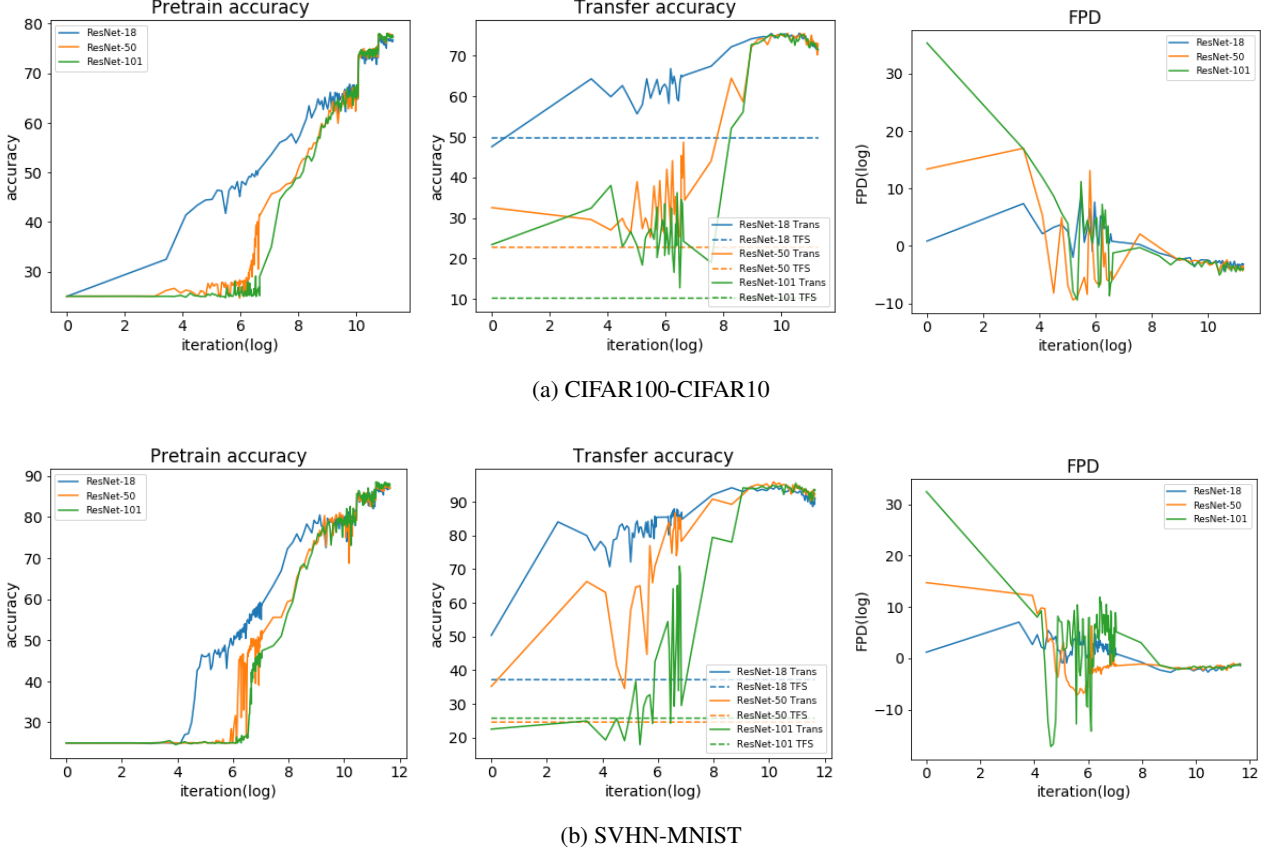 Pretrain accuracy
80
70
60
50
40
30
accuracy
0 2 4 6 8 10
iteration(log)
ResNet-18
ResNet-50
ResNet-101
Transfer accuracy
70
60
50
40
30
20
10
accuracy
0 2 4 6 8 10
iteration(log)
ResNet-18 Trans
ResNet-18 TFS
ResNet-50 Trans
ResNet-50 TFS
ResNet-101 Trans
ResNet-101 TFS
FPD
30
20
10
0
−10
FPD(log)
0 2 4 6 8 10
iteration(log)
ResNet-18
ResNet-50
ResNet-101
(a) CIFAR100-CIFAR10
Pretrain accuracy
90
80
70
60
50
40
30
accuracy
0 2 4 6 8 10 12
iteration(log)
ResNet-18
ResNet-50
ResNet-101
Transfer accuracy
90
80
70
60
50
40
30
20
accuracy
0 2 4 6 8 10 12
iteration(log)
ResNet-18 Trans
ResNet-18 TFS
ResNet-50 Trans
ResNet-50 TFS
ResNet-101 Trans
ResNet-101 TFS
FPD
30
20
10
0
−10
FPD(log)
0 2 4 6 8 10 12
iteration(log)
ResNet-18
ResNet-50
ResNet-101
(b) SVHN-MNIST